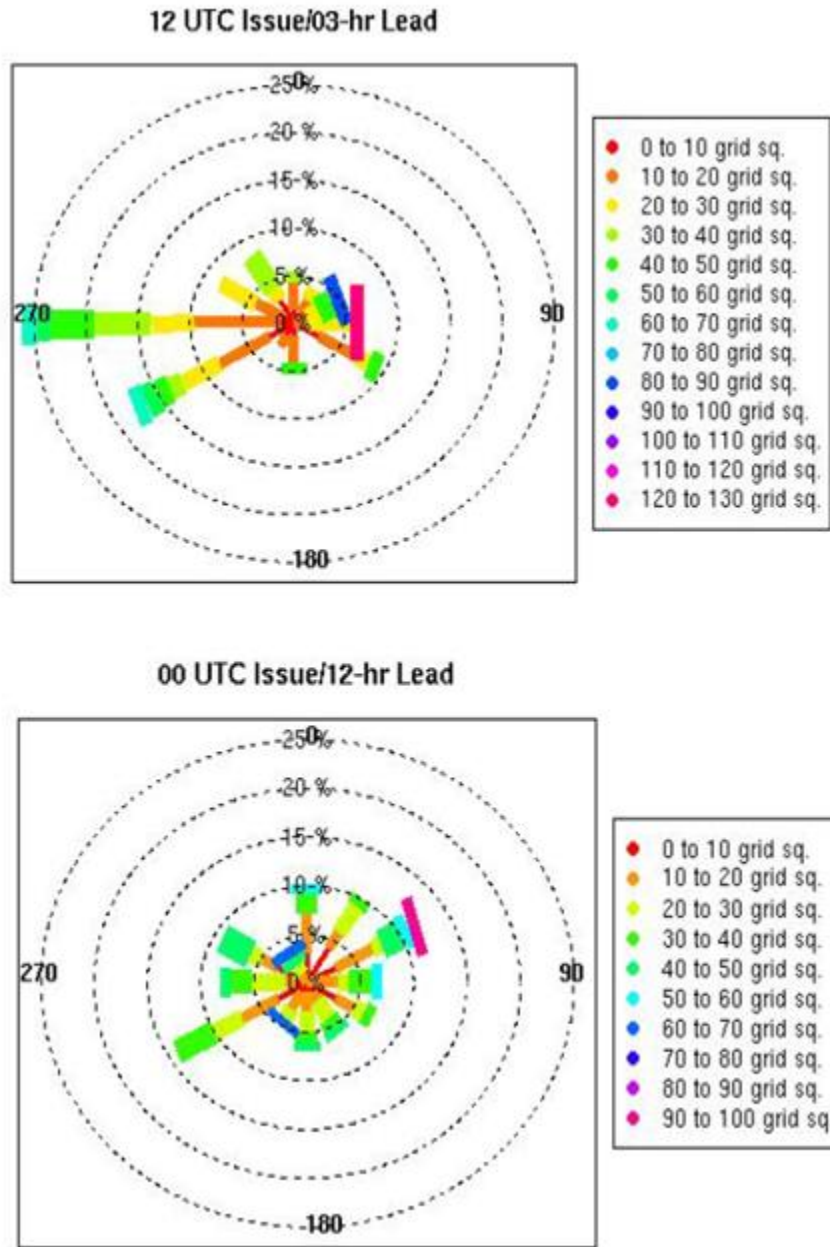 12 UTC Issue/03-hr Lead
0
25 %
20 %
15 %
10 %
5 %
0 %
270
90
180
0 to 10 grid sq.
10 to 20 grid sq.
20 to 30 grid sq.
30 to 40 grid sq.
40 to 50 grid sq.
50 to 60 grid sq.
60 to 70 grid sq.
70 to 80 grid sq.
80 to 90 grid sq.
90 to 100 grid sq.
100 to 110 grid sq.
110 to 120 grid sq.
120 to 130 grid sq.
00 UTC Issue/12-hr Lead
0
25 %
20 %
15 %
10 %
5 %
0 %
270
90
180
0 to 10 grid sq.
10 to 20 grid sq.
20 to 30 grid sq.
30 to 40 grid sq.
40 to 50 grid sq.
50 to 60 grid sq.
60 to 70 grid sq.
70 to 80 grid sq.
80 to 90 grid sq.
90 to 100 grid sq